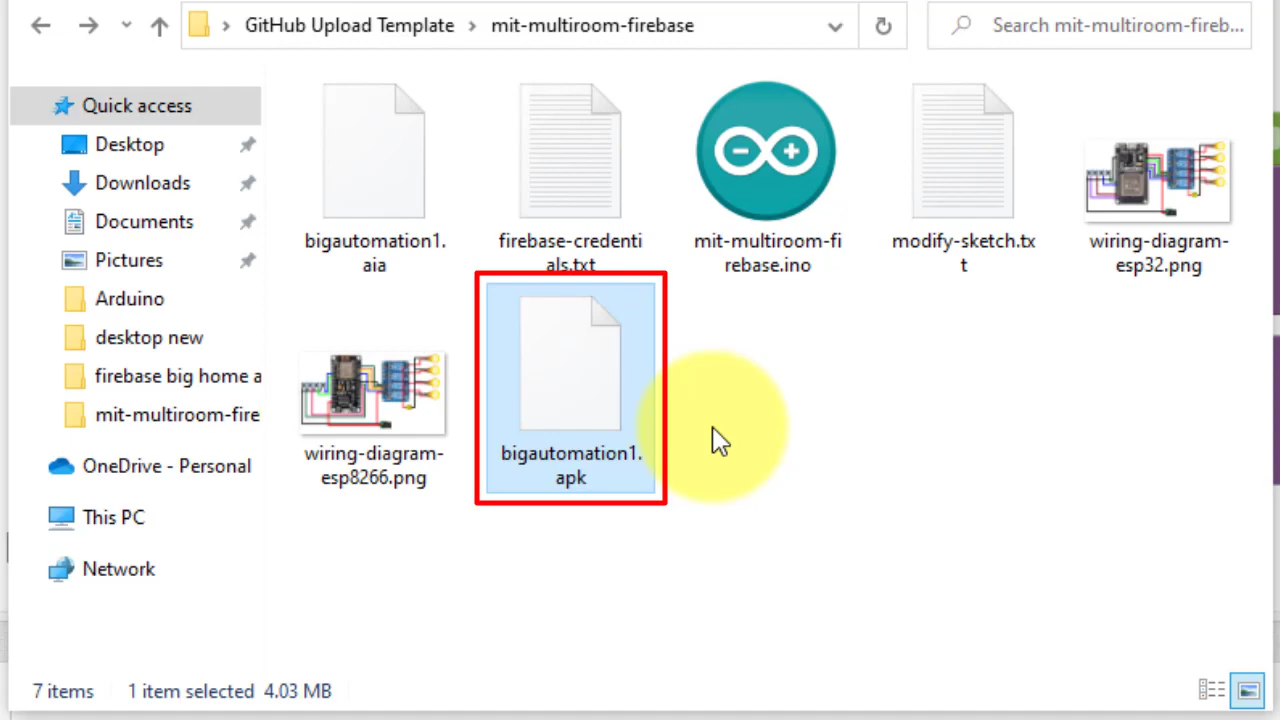 GitHub Upload Template
mit-multiroom-firebase
Search mit-multiroom-fireb...
Quick access
Desktop
Downloads
Documents
Pictures
Arduino
desktop new
firebase big home a
mit-multiroom-fire
OneDrive - Personal
This PC
Network
bigautomation1.
aia
firebase-credenti
als.txt
mit-multiroom-fi
rebase.ino
modify-sketch.tx
t
wiring-diagram-
esp32.png
wiring-diagram-
esp8266.png
bigautomation1.
apk
7 items
1 item selected 4.03 MB